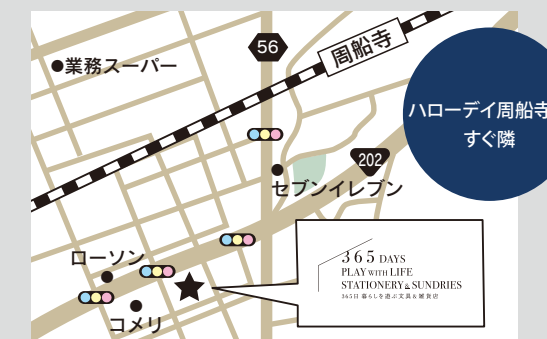 56
周船寺
●業務スーパー
ハローデイ周船寺
すぐ隣
202
セブンイレブン
ローソン
コメリ
365 DAYS
PLAY WITH LIFE
STATIONERY & SUNDRIES
365日 暮らしを遊ぶ文具&雑貨店